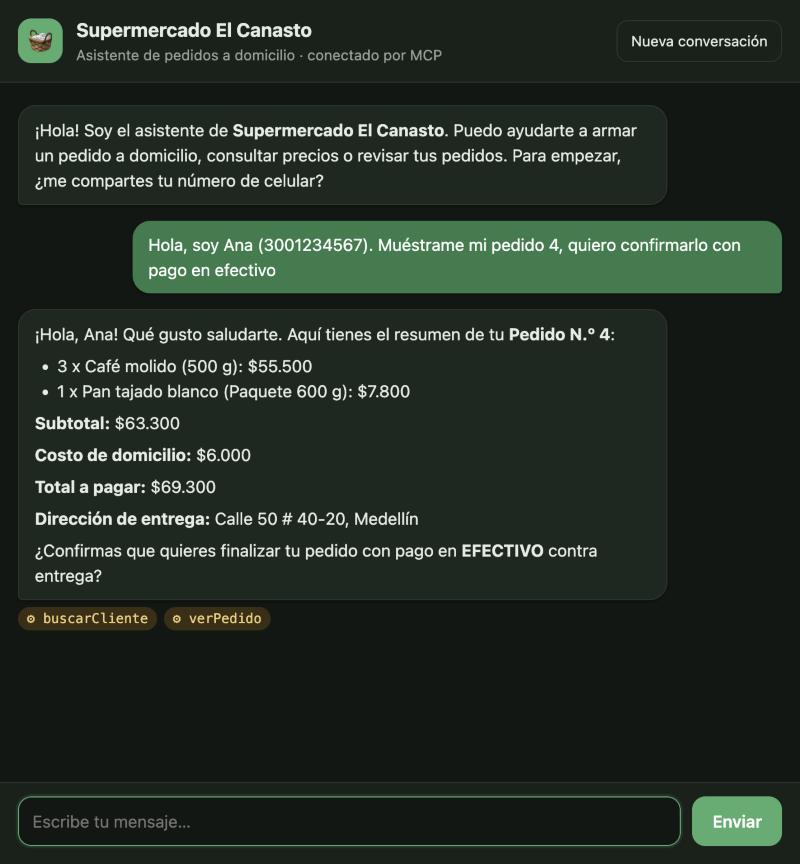 Supermercado El Canasto
Asistente de pedidos a domicilio · conectado por MCP
Nueva conversación
¡Hola! Soy el asistente de Supermercado El Canasto. Puedo ayudarte a armar
un pedido a domicilio, consultar precios o revisar tus pedidos. Para empezar,
¿me compartes tu número de celular?
Hola, soy Ana (3001234567). Muéstrame mi pedido 4, quiero confirmarlo con
pago en efectivo
¡Hola, Ana! Qué gusto saludarte. Aquí tienes el resumen de tu Pedido N.° 4:
• 3 x Café molido (500 g): $55.500
• 1 x Pan tajado blanco (Paquete 600 g): $7.800
Subtotal: $63.300
Costo de domicilio: $6.000
Total a pagar: $69.300
Dirección de entrega: Calle 50 # 40-20, Medellín
¿Confirmas que quieres finalizar tu pedido con pago en EFECTIVO contra
entrega?
⚙ buscarCliente ⚙ verPedido
Escribe tu mensaje...
Enviar